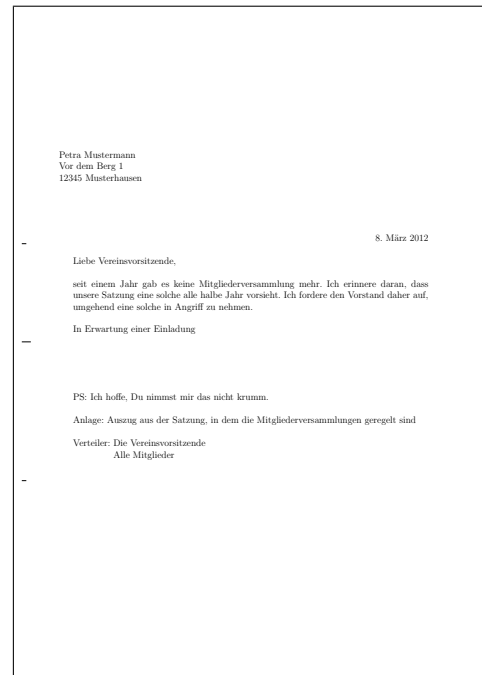 Petra Mustermann
Vor dem Berg 1
12345 Musterhausen
8. März 2012
Liebe Vereinsvorsitzende,
seit einem Jahr gab es keine Mitgliederversammlung mehr. Ich erinnere daran, dass
unsere Satzung eine solche alle halbe Jahr vorsieht. Ich fordere den Vorstand daher auf,
umgehend eine solche in Angriff zu nehmen.
In Erwartung einer Einladung
PS: Ich hoffe, Du nimmst mir das nicht krumm.
Anlage: Auszug aus der Satzung, in dem die Mitgliederversammlungen geregelt sind
Verteiler: Die Vereinsvorsitzende
Alle Mitglieder